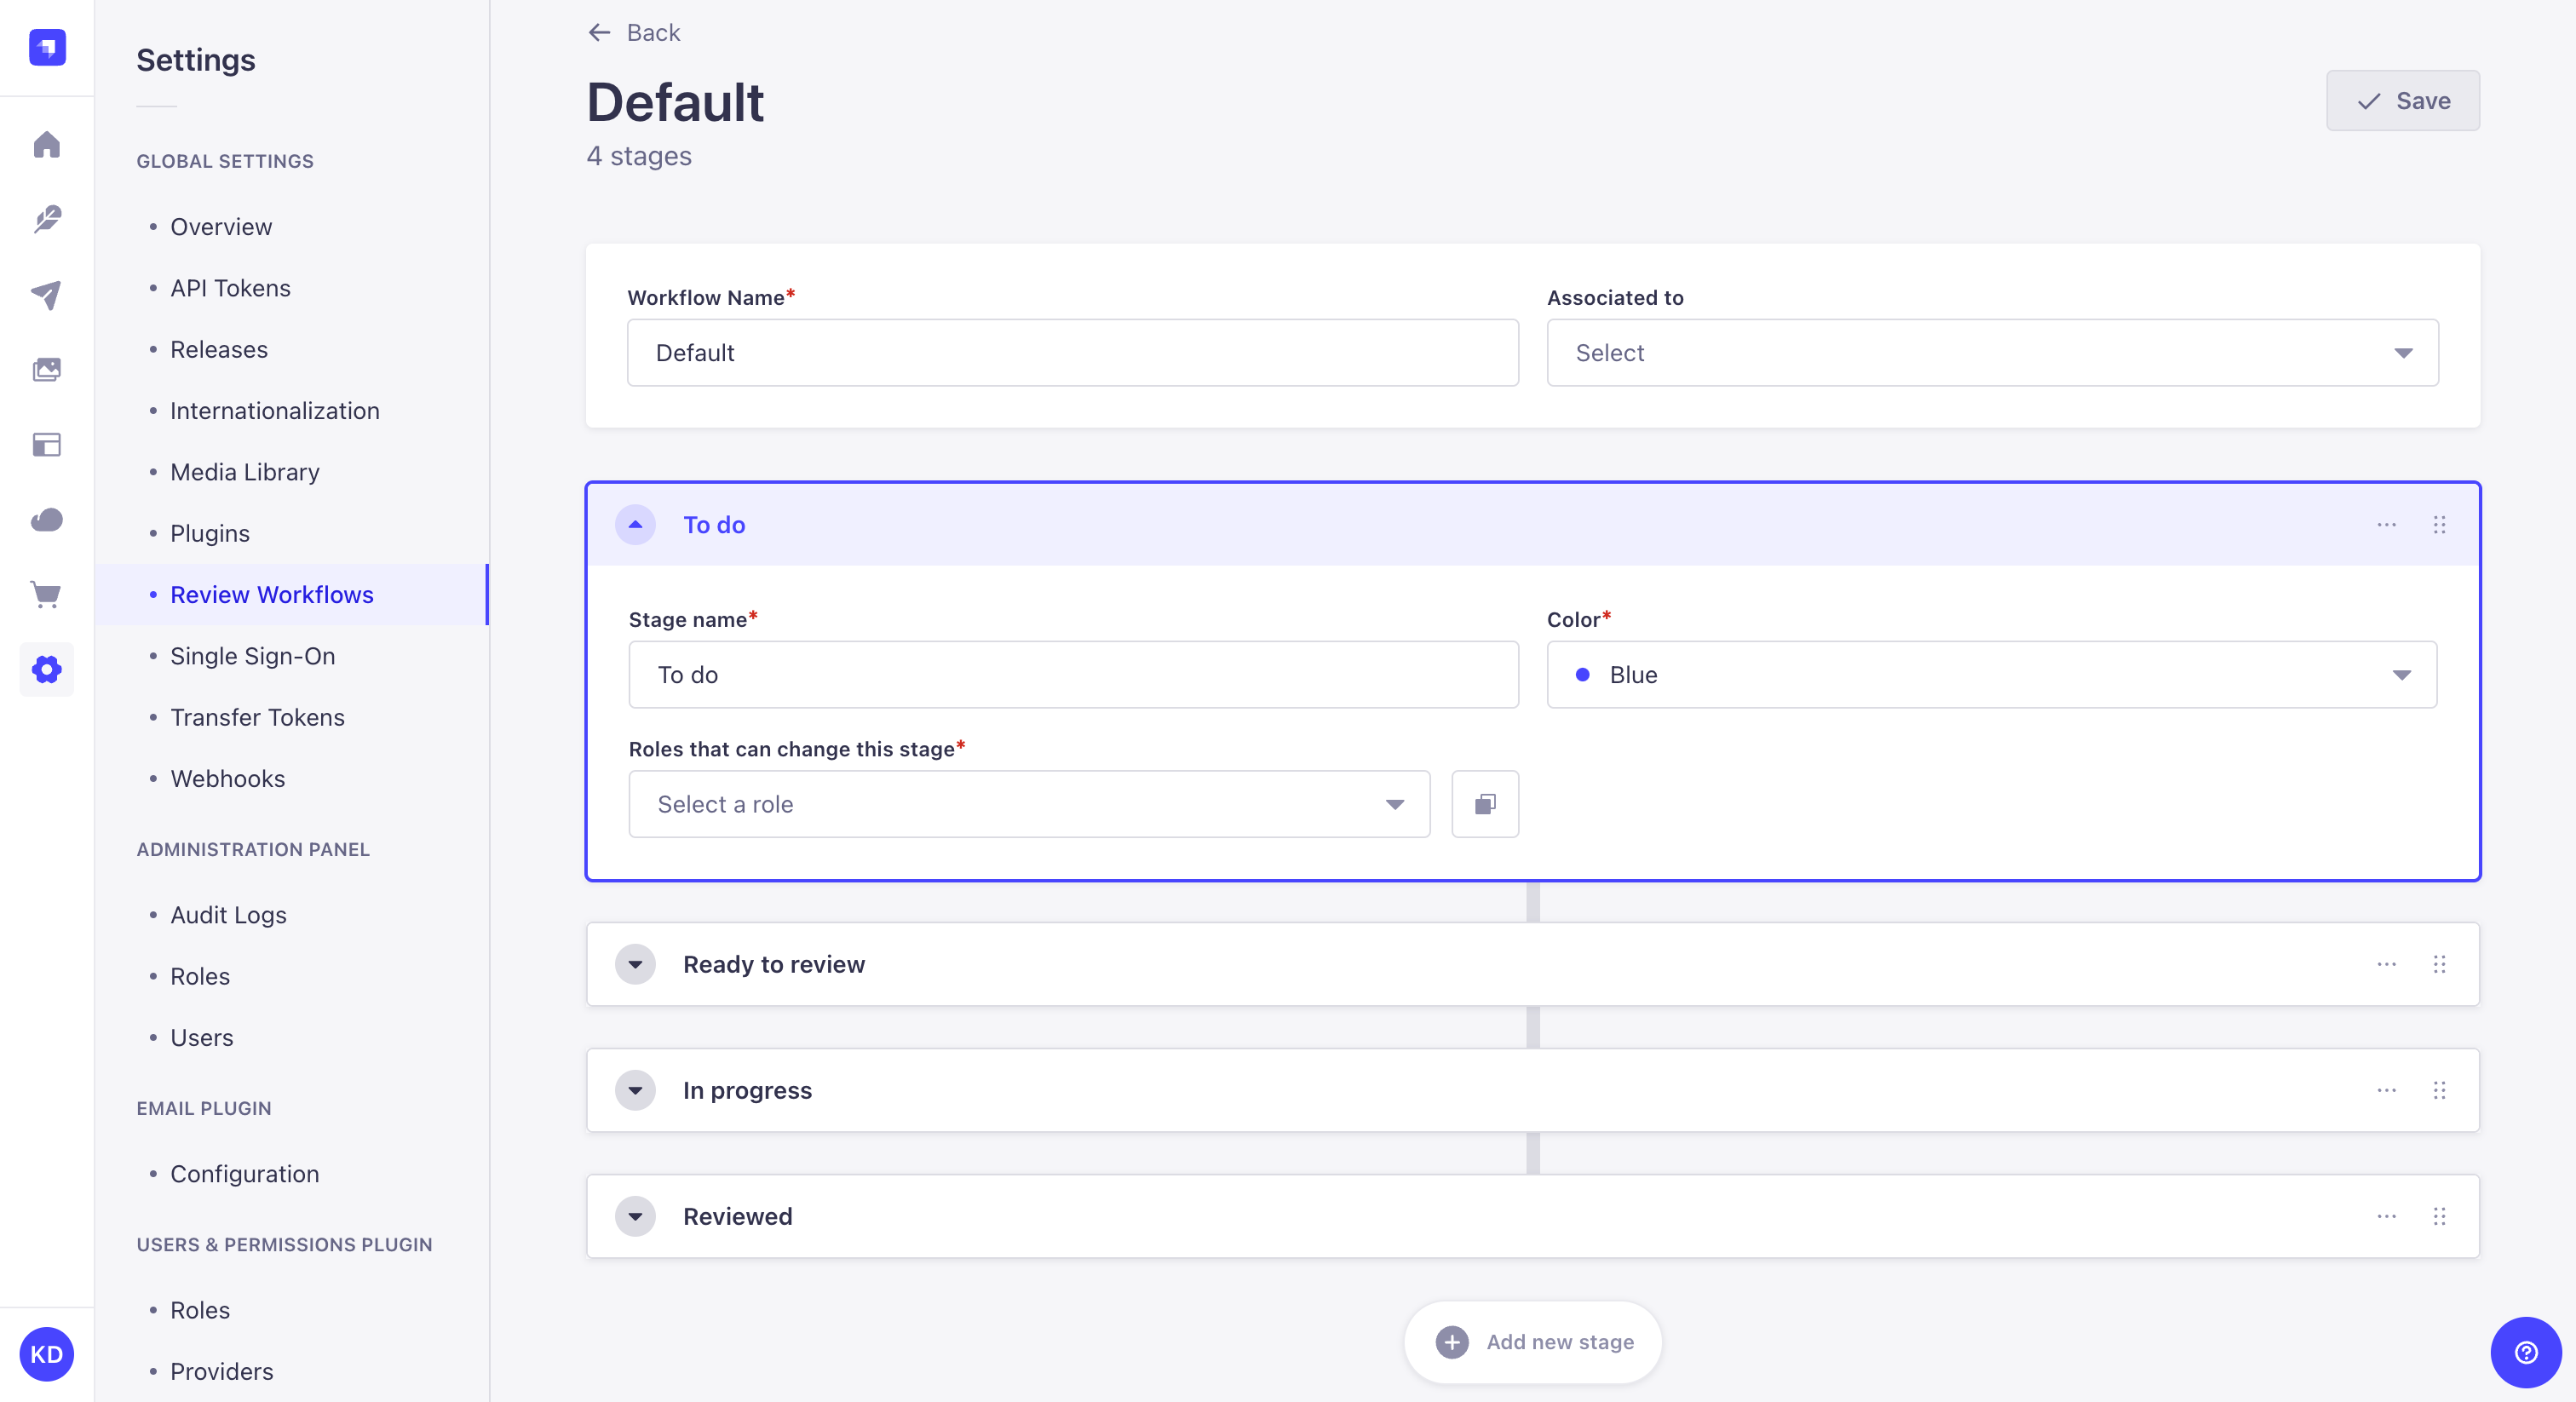 Settings
GLOBAL SETTINGS
Overview
API Tokens
Releases
Internationalization
Media Library
Plugins
Review Workflows
Single Sign-On
Transfer Tokens
Webhooks
ADMINISTRATION PANEL
Audit Logs
Roles
Users
EMAIL PLUGIN
Configuration
USERS & PERMISSIONS PLUGIN
Roles
Providers
KD
Back
Default
4 stages
Save
Workflow Name*
Default
Associated to
Select
To do
Stage name*
To do
Color*
Blue
Roles that can change this stage*
Select a role
Ready to review
In progress
Reviewed
Add new stage